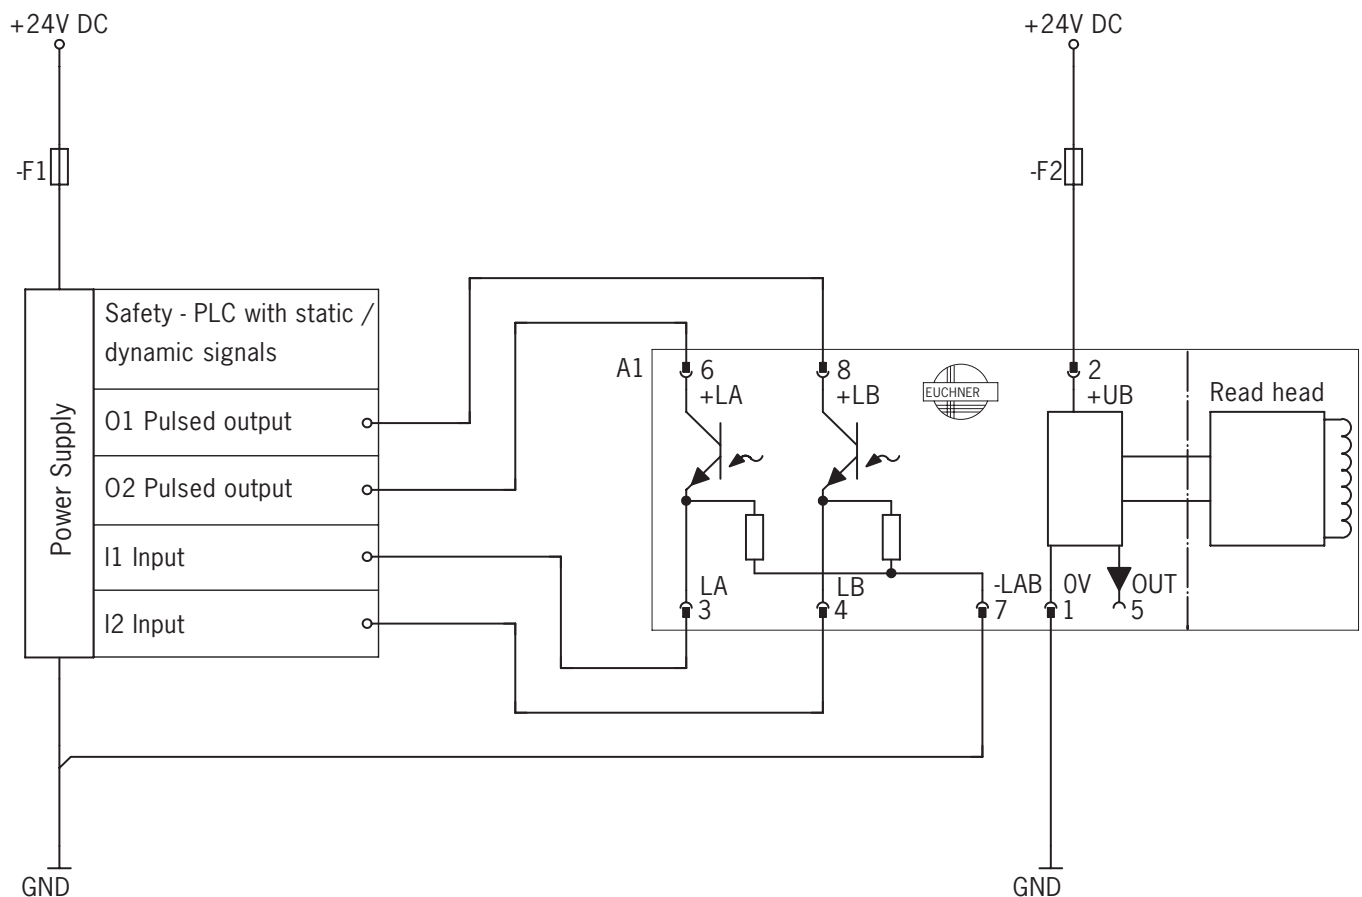 +24V DC
+24V DC
-F1
-F2
Safety - PLC with static /
dynamic signals
A1
6
8
2
+LA
+LB
EUCHNER
+UB
Read head
O1 Pulsed output
O2 Pulsed output
Power Supply
I1 Input
I2 Input
LA
LB
-LAB
0V
OUT
3
4
7
1
5
GND
GND